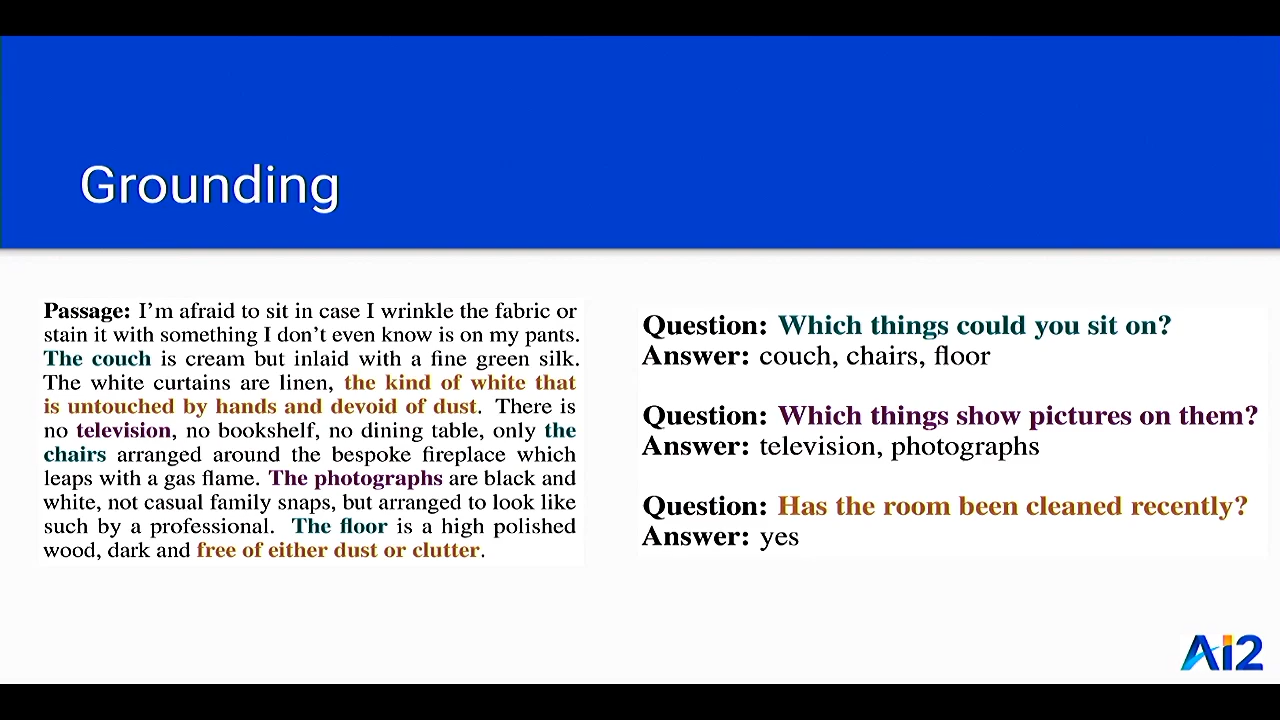 Grounding
Passage: I'm afraid to sit in case I wrinkle the fabric or
stain it with something I don't even know is on my pants.
The couch is cream but inlaid with a fine green silk.
The white curtains are linen, the kind of white that
is untouched by hands and devoid of dust. There is
no television, no bookshelf, no dining table, only the
chairs arranged around the bespoke fireplace which
leaps with a gas flame. The photographs are black and
white, not casual family snaps, but arranged to look like
such by a professional. The floor is a high polished
wood, dark and free of either dust or clutter.
Question: Which things could you sit on?
Answer: couch, chairs, floor
Question: Which things show pictures on them?
Answer: television, photographs
Question: Has the room been cleaned recently?
Answer: yes
Ai2